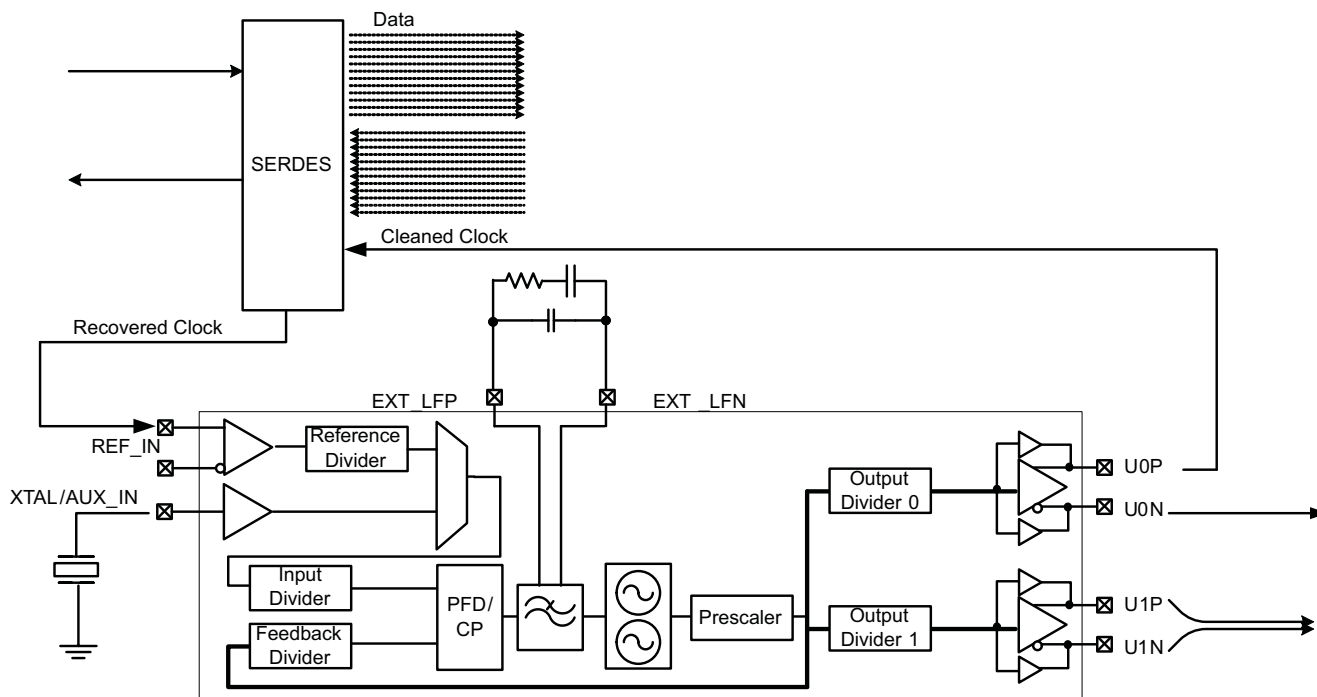 Data
SERDES
Cleaned Clock
Recovered Clock
EXT_LFP
EXT _LFN
REF_IN
Reference
Divider
XTAL/AUX_IN
Output
Divider 0
U0P
U0N
Input
Divider
PFD/
CP
Prescaler
Feedback
Divider
Output
Divider 1
U1P
U1N